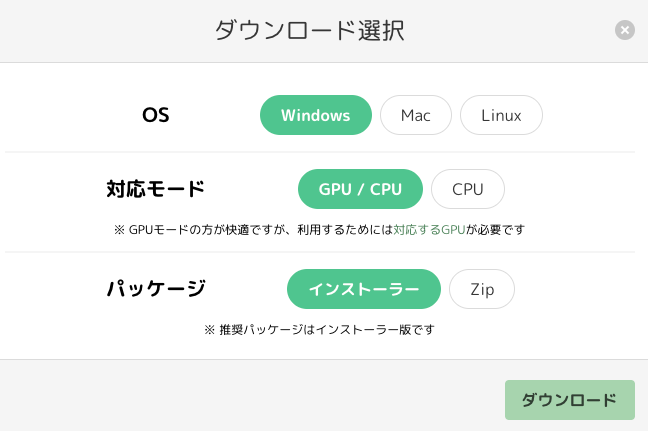 ダウンロード選択
OS Windows Mac Linux
対応モード GPU / CPU CPU
※ GPUモードの方が快適ですが、利用するためには対応するGPUが必要です
パッケージ インストーラー Zip
※ 推奨パッケージはインストーラー版です
ダウンロード